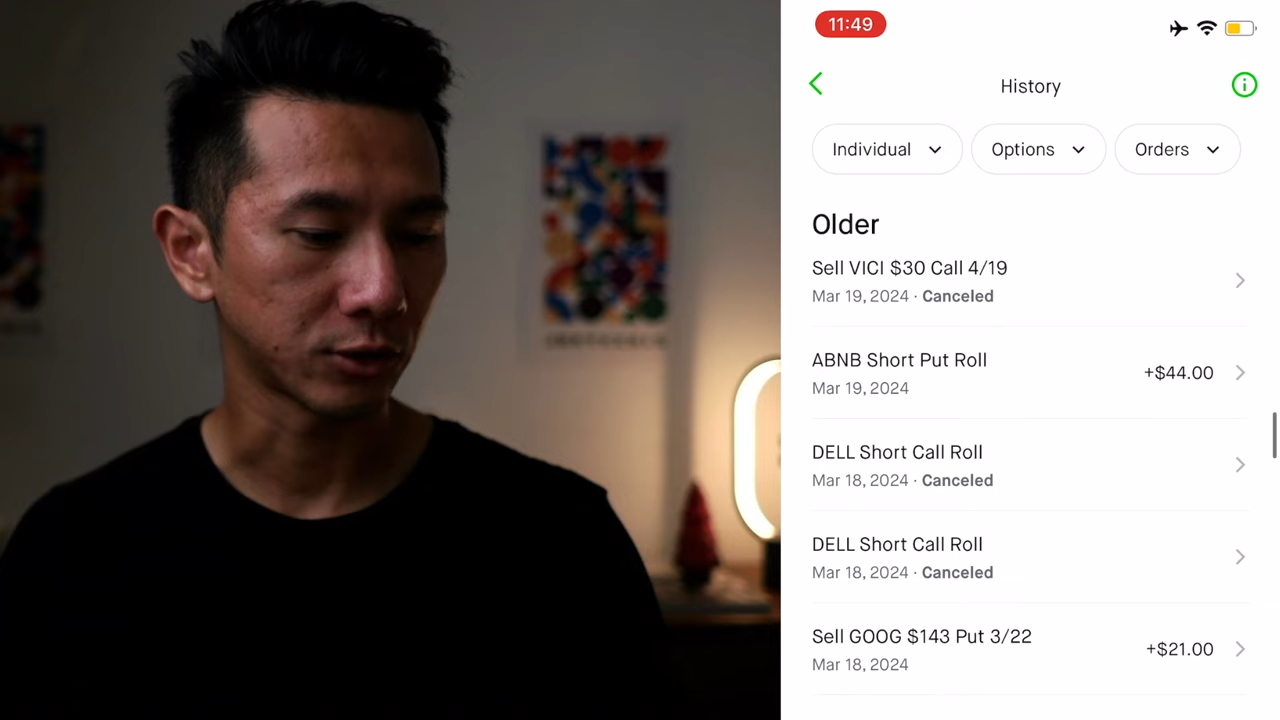 11:49
History
Individual
Options
Orders
Older
Sell VICI $30 Call 4/19
Mar 19, 2024 · Canceled
ABNB Short Put Roll
+$44.00
Mar 19, 2024
DELL Short Call Roll
Mar 18, 2024 · Canceled
DELL Short Call Roll
Mar 18, 2024 · Canceled
Sell GOOG $143 Put 3/22
+$21.00
Mar 18, 2024